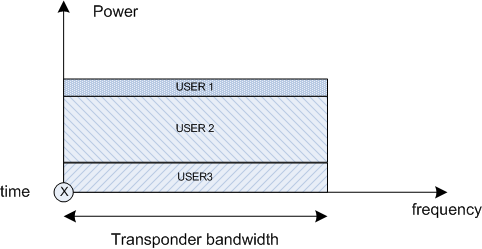 Power
USER 1
USER 2
USER3
time X
frequency
Transponder bandwidth